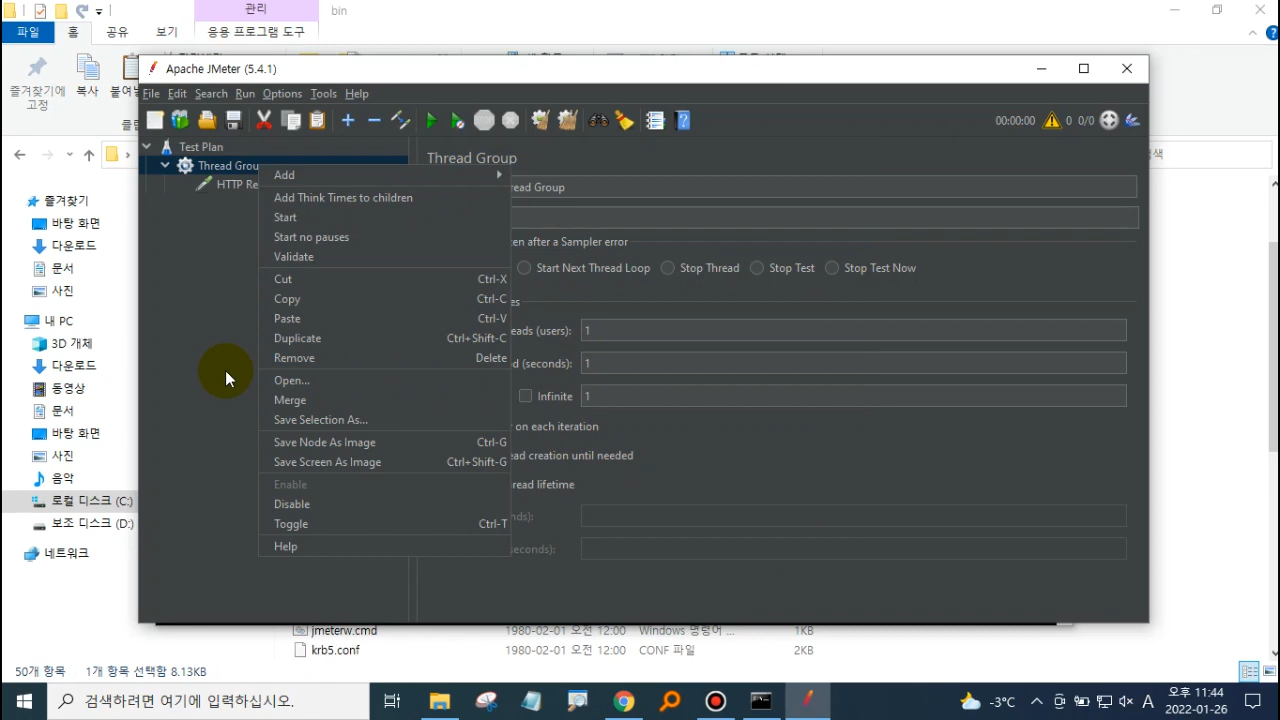 관리
bin
파일
홈
공유
보기
응용 프로그램 도구
즐겨찾기에
고정
복사
Apache JMeter (5.4.1)
File Edit Search Run Options Tools Help
00:00:00 0 0/0
Test Plan
Thread Grou
HTTP Re
Thread Group
read Group
Add
Add Think Times to children
Start
Start no pauses
Validate
Cut Ctrl-X
Copy Ctrl-C
Paste Ctrl-V
Duplicate Ctrl+Shift-C
Remove Delete
Open...
Merge
Save Selection As...
Save Node As Image Ctrl-G
Save Screen As Image Ctrl+Shift-G
Enable
Disable
Toggle Ctrl-T
Help
en after a Sampler error
Start Next Thread Loop Stop Thread Stop Test Stop Test Now
es
eads (users): 1
d (seconds): 1
Infinite 1
r on each iteration
ead creation until needed
read lifetime
nds):
seconds):
색
즐겨찾기
바탕 화면
다운로드
문서
사진
내 PC
3D 개체
다운로드
동영상
문서
바탕 화면
사진
음악
로컬 디스크 (C:)
보조 디스크 (D:)
네트워크
jmeterw.cmd 1980-02-01 오전 12:00 Windows 명령어 ... 1KB
krb5.conf 1980-02-01 오전 12:00 CONF 파일 2KB
50개 항목 1개 항목 선택함 8.13KB
검색하려면 여기에 입력하십시오.
-3°C
A
오후 11:44
2022-01-26